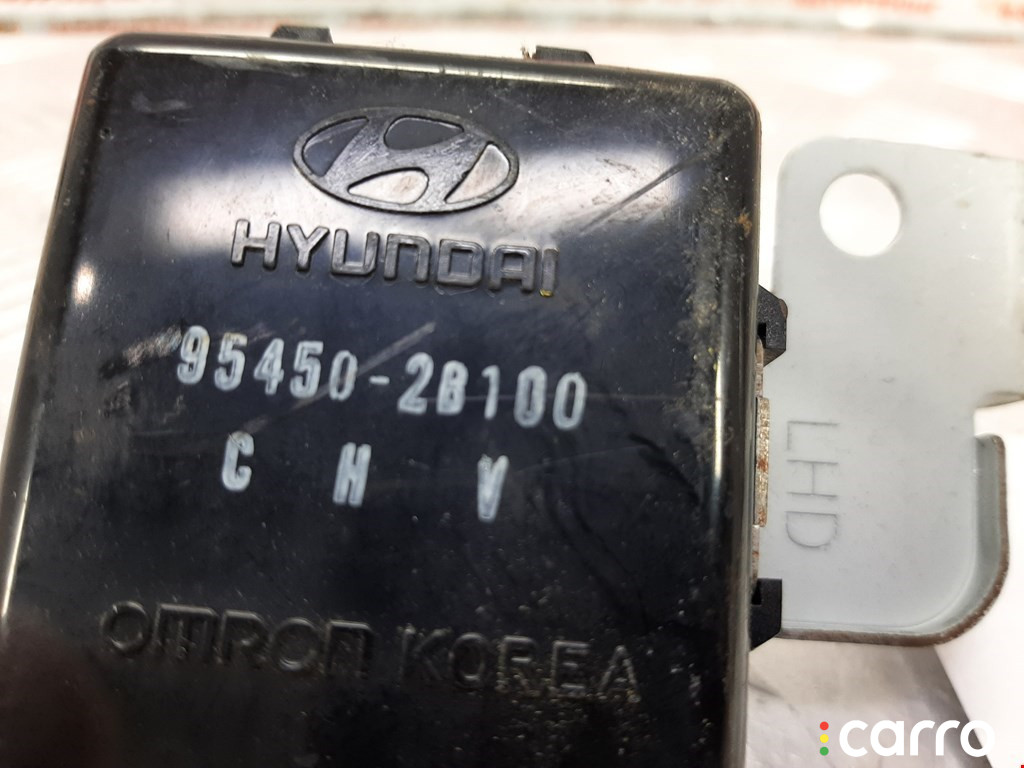 HYUNDAI
95450-2B100
C H V
OMRON KOREA
LHD
carro